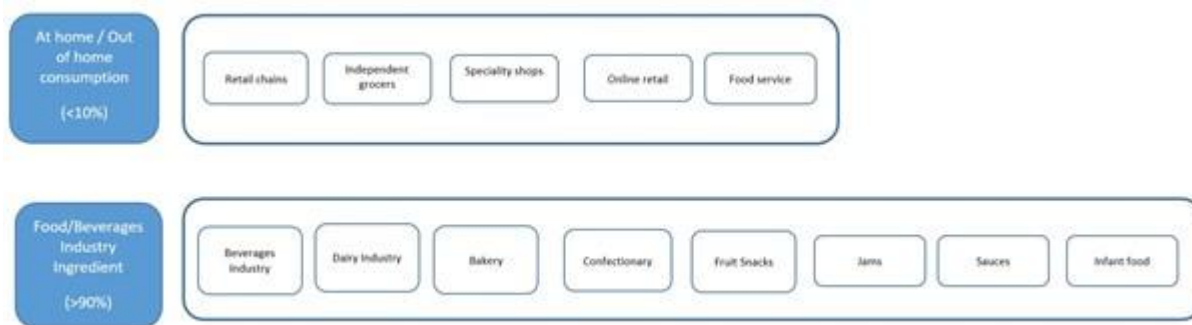 At home / Out
of home
consumption
(<10%)
Retail chains
Independent
grocers
Speciality shops
Online retail
Food service
Food/Beverages
Industry
Ingredient
(>90%)
Beverages
Industry
Dairy Industry
Bakery
Confectionary
Fruit Snacks
Jams
Sauces
Infant food